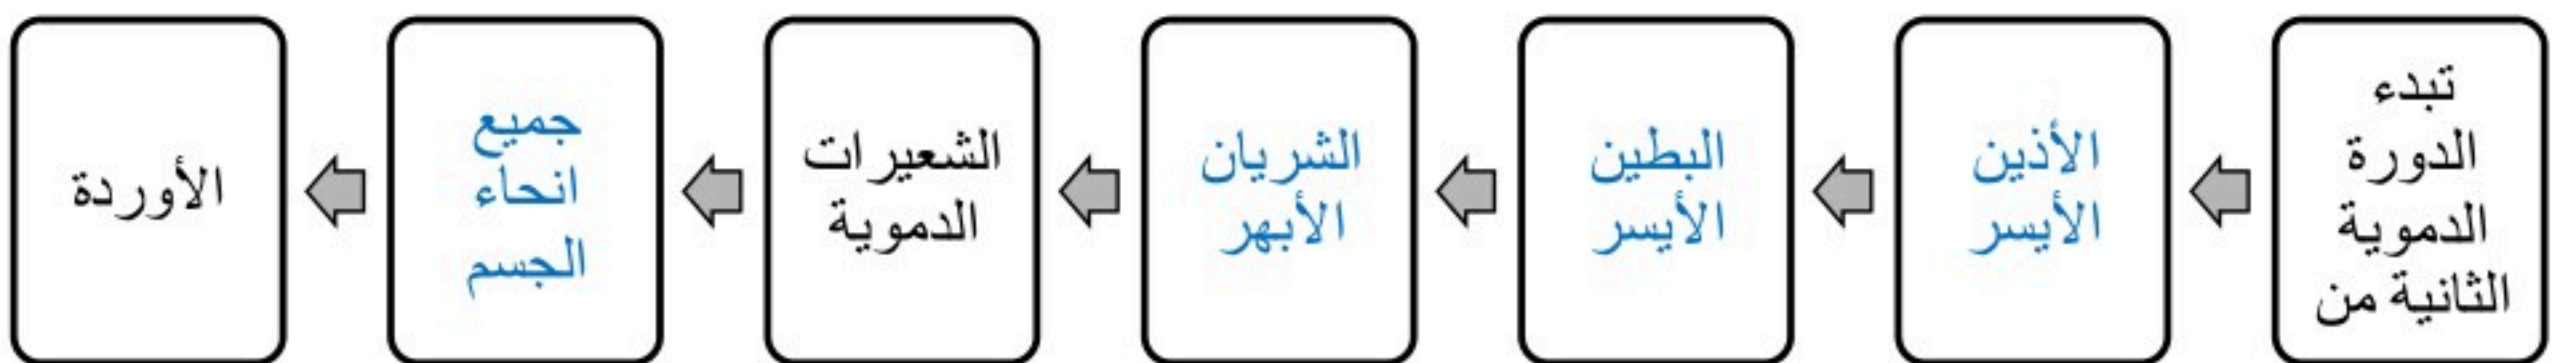 تبدء
الدورة
الدموية
الثانية من
الأذين
الأيسر
البطين
الأيسر
الشريان
الأبهر
الشعيرات
الدموية
جميع
انحاء
الجسم
الأوردة